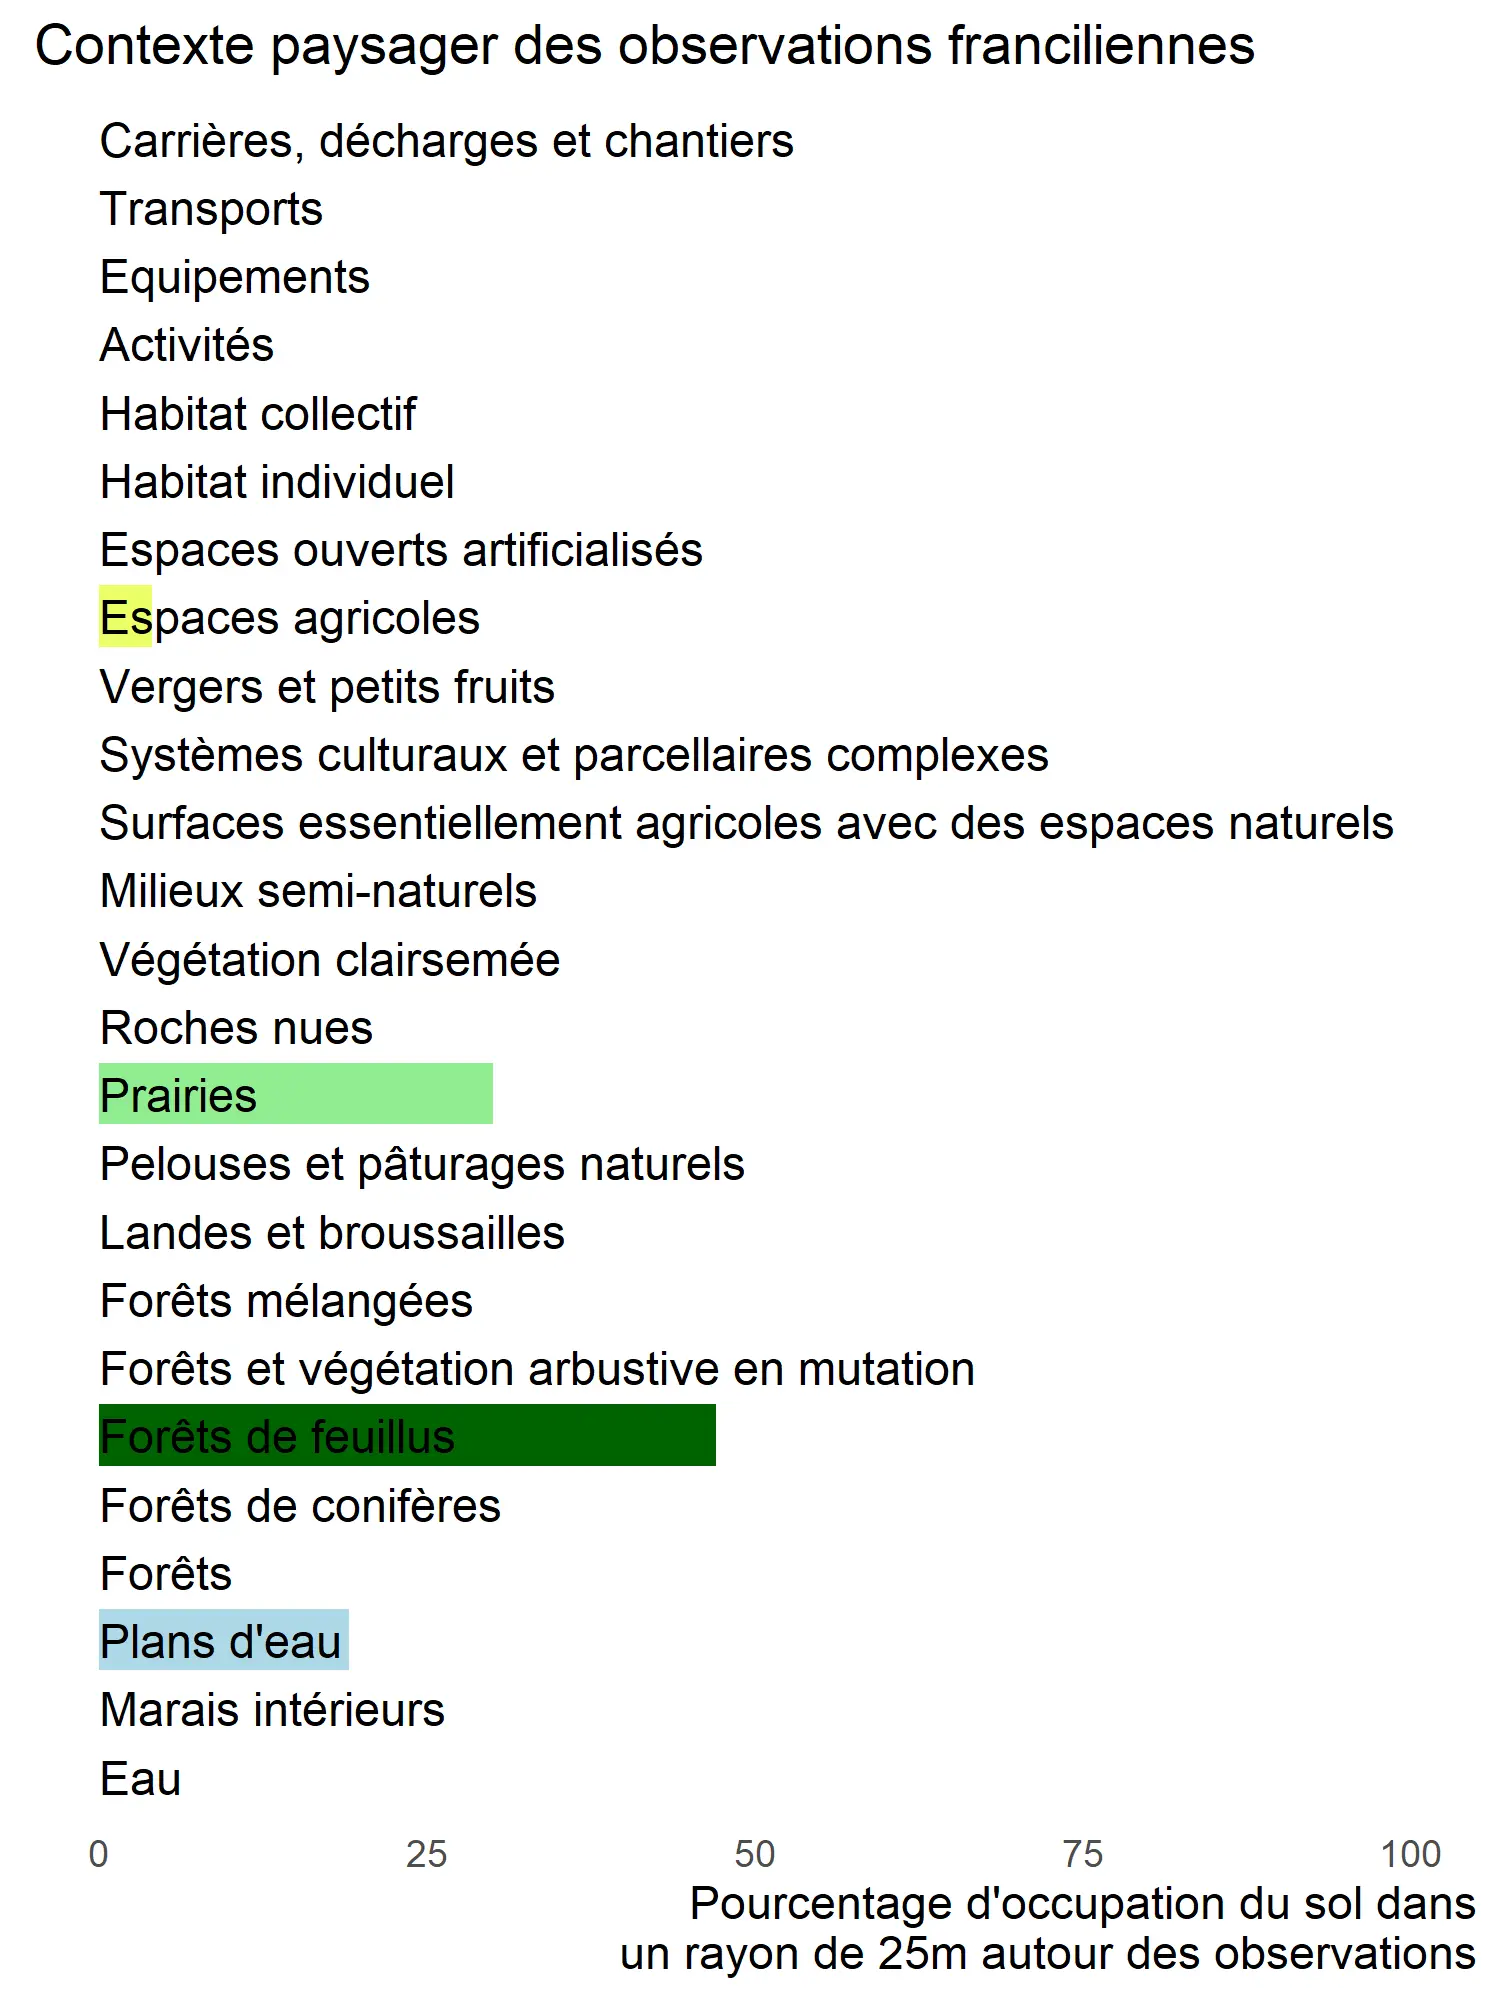 Contexte paysager des observations franciliennes
Carrières, décharges et chantiers
Transports
Equipements
Activités
Habitat collectif
Habitat individuel
Espaces ouverts artificialisés
Espaces agricoles
Vergers et petits fruits
Systèmes culturaux et parcellaires complexes
Surfaces essentiellement agricoles avec des espaces naturels
Milieux semi-naturels
Végétation clairsemée
Roches nues
Prairies
Pelouses et pâturages naturels
Landes et broussailles
Forêts mélangées
Forêts et végétation arbustive en mutation
Forêts de feuillus
Forêts de conifères
Forêts
Plans d'eau
Marais intérieurs
Eau
0 25 50 75 100
Pourcentage d'occupation du sol dans
un rayon de 25m autour des observations